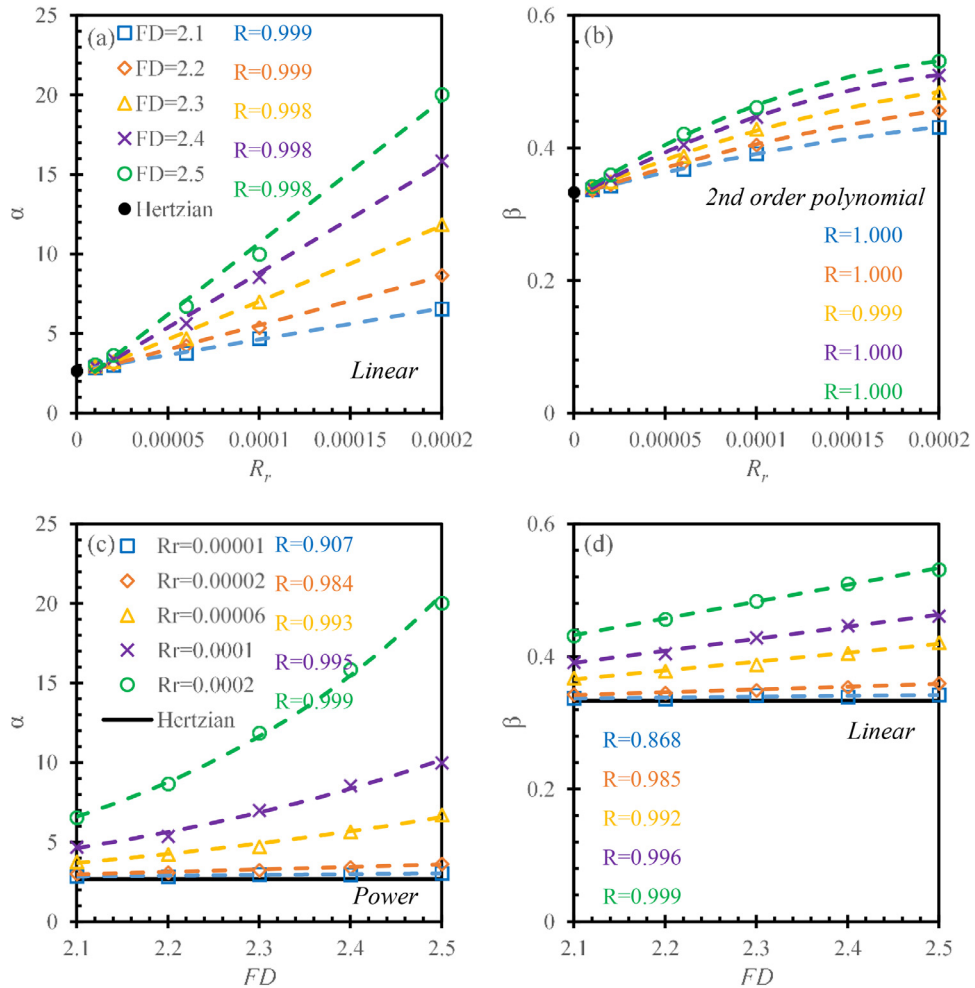 (a)
FD=2.1 R=0.999
FD=2.2 R=0.999
FD=2.3 R=0.998
FD=2.4 R=0.998
FD=2.5 R=0.998
Hertzian
Linear
α
25
20
15
10
5
0
0 0.00005 0.0001 0.00015 0.0002
Rr
(b)
2nd order polynomial
R=1.000
R=1.000
R=0.999
R=1.000
R=1.000
β
0.6
0.4
0.2
0
0 0.00005 0.0001 0.00015 0.0002
Rr
(c)
Rr=0.00001 R=0.907
Rr=0.00002 R=0.984
Rr=0.00006 R=0.993
Rr=0.0001 R=0.995
Rr=0.0002 R=0.999
Hertzian
Power
α
25
20
15
10
5
0
2.1 2.2 2.3 2.4 2.5
FD
(d)
Linear
R=0.868
R=0.985
R=0.992
R=0.996
R=0.999
β
0.6
0.4
0.2
0
2.1 2.2 2.3 2.4 2.5
FD